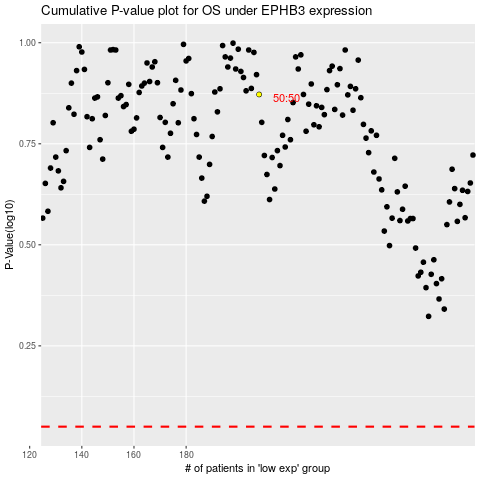 Cumulative P-value plot for OS under EPHB3 expression
P-Value(log10)
1.00
0.75
0.50
0.25
50:50
120 140 160 180
# of patients in 'low exp' group